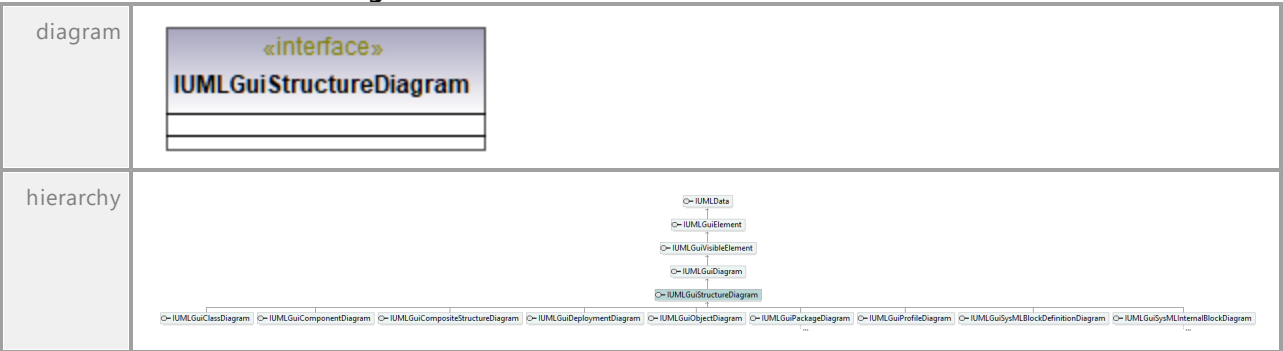 diagram
«interface»
IUMLGuiStructureDiagram
hierarchy
IUMLData
IUMLGuiElement
IUMLGuiVisibleElement
IUMLGuiDiagram
IUMLGuiStructureDiagram
IUMLGuiClassDiagram IUMLGuiComponentDiagram IUMLGuiCompositeStructureDiagram IUMLGuiDeploymentDiagram IUMLGuiObjectDiagram IUMLGuiPackageDiagram IUMLGuiProfileDiagram IUMLGuiSysMLBlockDefinitionDiagram IUMLGuiSysMLInternalBlockDiagram
... ...